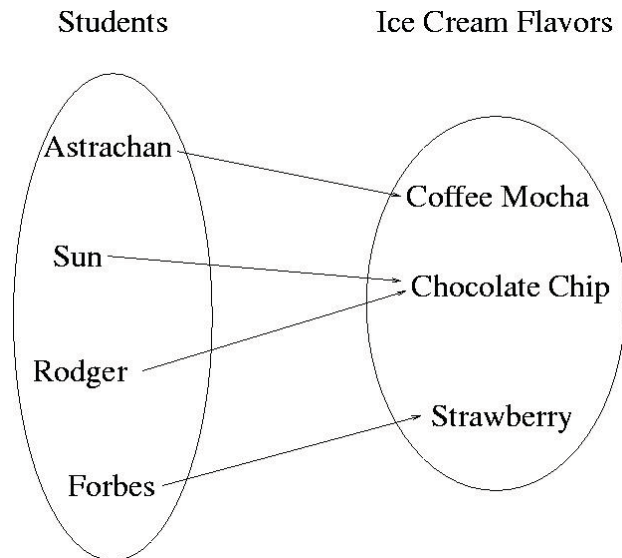 Students
Ice Cream Flavors
Astrachan
Coffee Mocha
Sun
Chocolate Chip
Rodger
Strawberry
Forbes